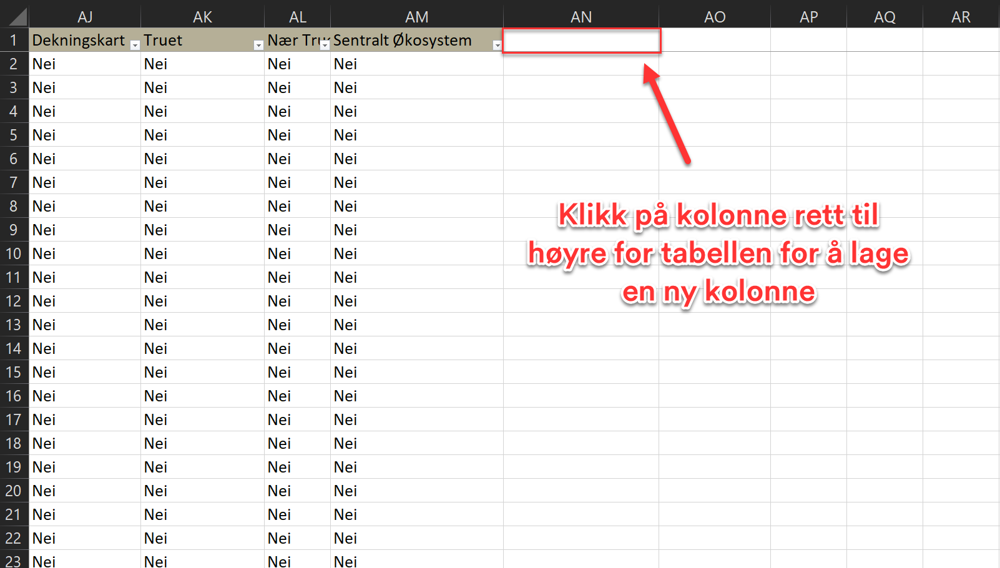 AJ AK AL AM AN AO AP AQ AR
1 Dekningskart Truet Nær Tru Sentralt Økosystem
2 Nei Nei Nei Nei
3 Nei Nei Nei Nei
4 Nei Nei Nei Nei
5 Nei Nei Nei Nei
6 Nei Nei Nei Nei
7 Nei Nei Nei Nei
8 Nei Nei Nei Nei
Klikk på kolonne rett til
9 Nei Nei Nei Nei
10 Nei Nei Nei Nei
høyre for tabellen for å lage
11 Nei Nei Nei Nei
12 Nei Nei Nei Nei
en ny kolonne
13 Nei Nei Nei Nei
14 Nei Nei Nei Nei
15 Nei Nei Nei Nei
16 Nei Nei Nei Nei
17 Nei Nei Nei Nei
18 Nei Nei Nei Nei
19 Nei Nei Nei Nei
20 Nei Nei Nei Nei
21 Nei Nei Nei Nei
22 Nei Nei Nei Nei
23 Nei Nei Nei Nei